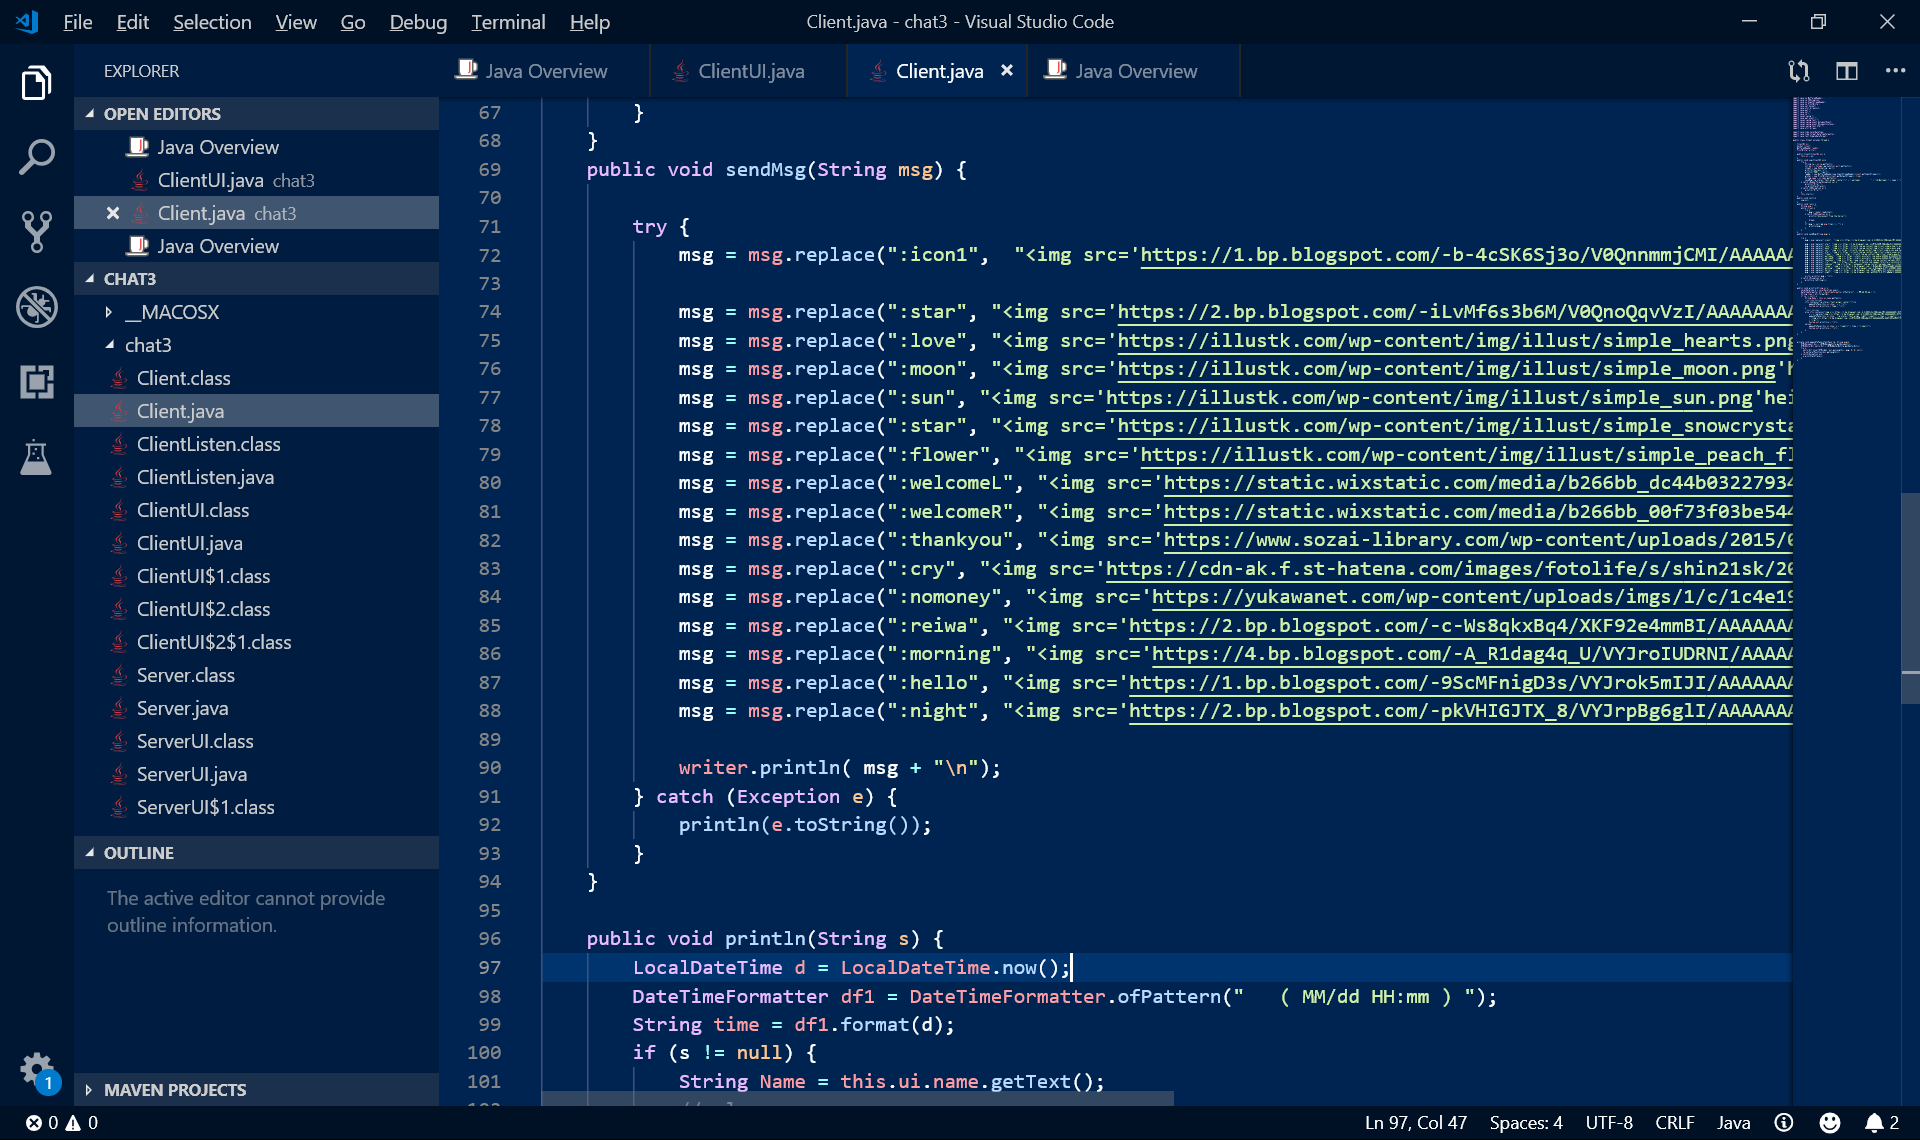 File Edit Selection View Go Debug Terminal Help
Client.java - chat3 - Visual Studio Code
EXPLORER
OPEN EDITORS
Java Overview
ClientUI.java chat3
Client.java chat3
Java Overview
CHAT3
__MACOSX
chat3
Client.class
Client.java
ClientListen.class
ClientListen.java
ClientUI.class
ClientUI.java
ClientUI$1.class
ClientUI$2.class
ClientUI$2$1.class
Server.class
Server.java
ServerUI.class
ServerUI.java
ServerUI$1.class
OUTLINE
The active editor cannot provide
outline information.
MAVEN PROJECTS
1
Java Overview ClientUI.java Client.java Java Overview
67 }
68 }
69 public void sendMsg(String msg) {
70
71 try {
72 msg = msg.replace(":icon1", "<img src='https://1.bp.blogspot.com/-b-4cSK6Sj3o/V0QnnmmjCMI/AAAAAA
73
74 msg = msg.replace(":star", "<img src='https://2.bp.blogspot.com/-iLvMf6s3b6M/V0QnoQqvVzI/AAAAAAA
75 msg = msg.replace(":love", "<img src='https://illustk.com/wp-content/img/illust/simple_hearts.png
76 msg = msg.replace(":moon", "<img src='https://illustk.com/wp-content/img/illust/simple_moon.png'h
77 msg = msg.replace(":sun", "<img src='https://illustk.com/wp-content/img/illust/simple_sun.png'hei
78 msg = msg.replace(":star", "<img src='https://illustk.com/wp-content/img/illust/simple_snowcrysta
79 msg = msg.replace(":flower", "<img src='https://illustk.com/wp-content/img/illust/simple_peach_fl
80 msg = msg.replace(":welcomeL", "<img src='https://static.wixstatic.com/media/b266bb_dc44b03227934
81 msg = msg.replace(":welcomeR", "<img src='https://static.wixstatic.com/media/b266bb_00f73f03be544
82 msg = msg.replace(":thankyou", "<img src='https://www.sozai-library.com/wp-content/uploads/2015/0
83 msg = msg.replace(":cry", "<img src='https://cdn-ak.f.st-hatena.com/images/fotolife/s/shin21sk/20
84 msg = msg.replace(":nomoney", "<img src='https://yukawanet.com/wp-content/uploads/imgs/1/c/1c4e19
85 msg = msg.replace(":reiwa", "<img src='https://2.bp.blogspot.com/-c-Ws8qkxBq4/XKF92e4mmBI/AAAAAAA
86 msg = msg.replace(":morning", "<img src='https://4.bp.blogspot.com/-A_R1dag4q_U/VYJroIUDRNI/AAAAA
87 msg = msg.replace(":hello", "<img src='https://1.bp.blogspot.com/-9ScMFnigD3s/VYJrok5mIJI/AAAAAAA
88 msg = msg.replace(":night", "<img src='https://2.bp.blogspot.com/-pkVHIGJTX_8/VYJrpBg6glI/AAAAAAA
89
90 writer.println( msg + "\n");
91 } catch (Exception e) {
92 println(e.toString());
93 }
94 }
95
96 public void println(String s) {
97 LocalDateTime d = LocalDateTime.now();
98 DateTimeFormatter df1 = DateTimeFormatter.ofPattern("   ( MM/dd HH:mm ) ");
99 String time = df1.format(d);
100 if (s != null) {
101 String Name = this.ui.name.getText();
0 0
Ln 97, Col 47 Spaces: 4 UTF-8 CRLF Java 2